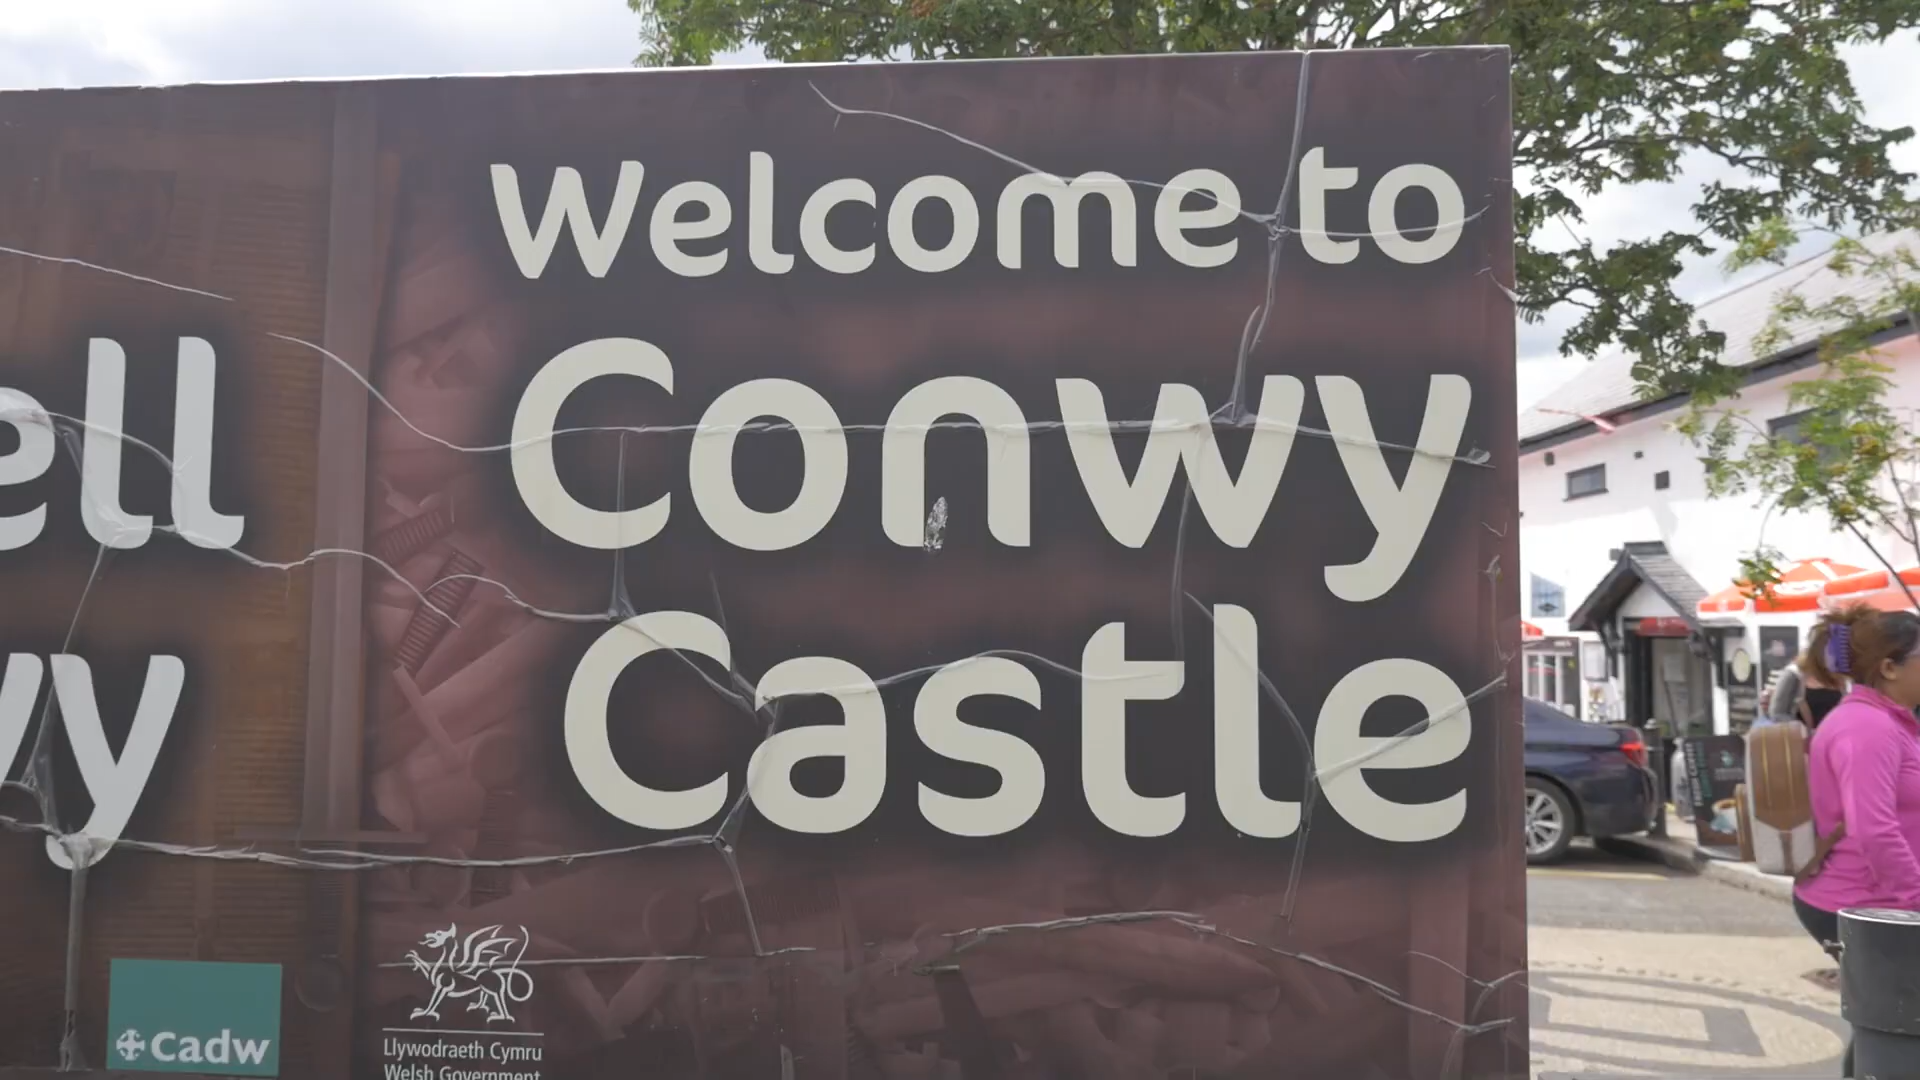 ell
wy
Welcome to
Conwy
Castle
cadw
Llywodraeth Cymru
Welsh Government